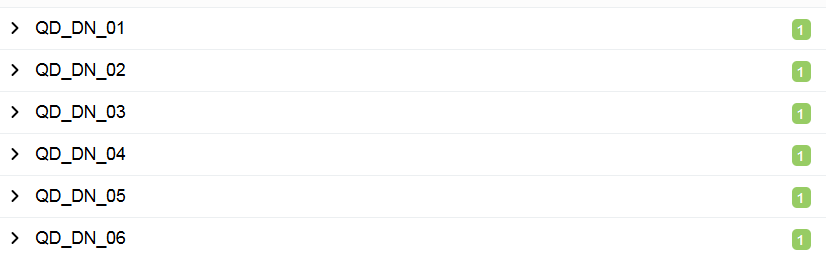 QD_DN_01 1
QD_DN_02 1
QD_DN_03 1
QD_DN_04 1
QD_DN_05 1
QD_DN_06 1